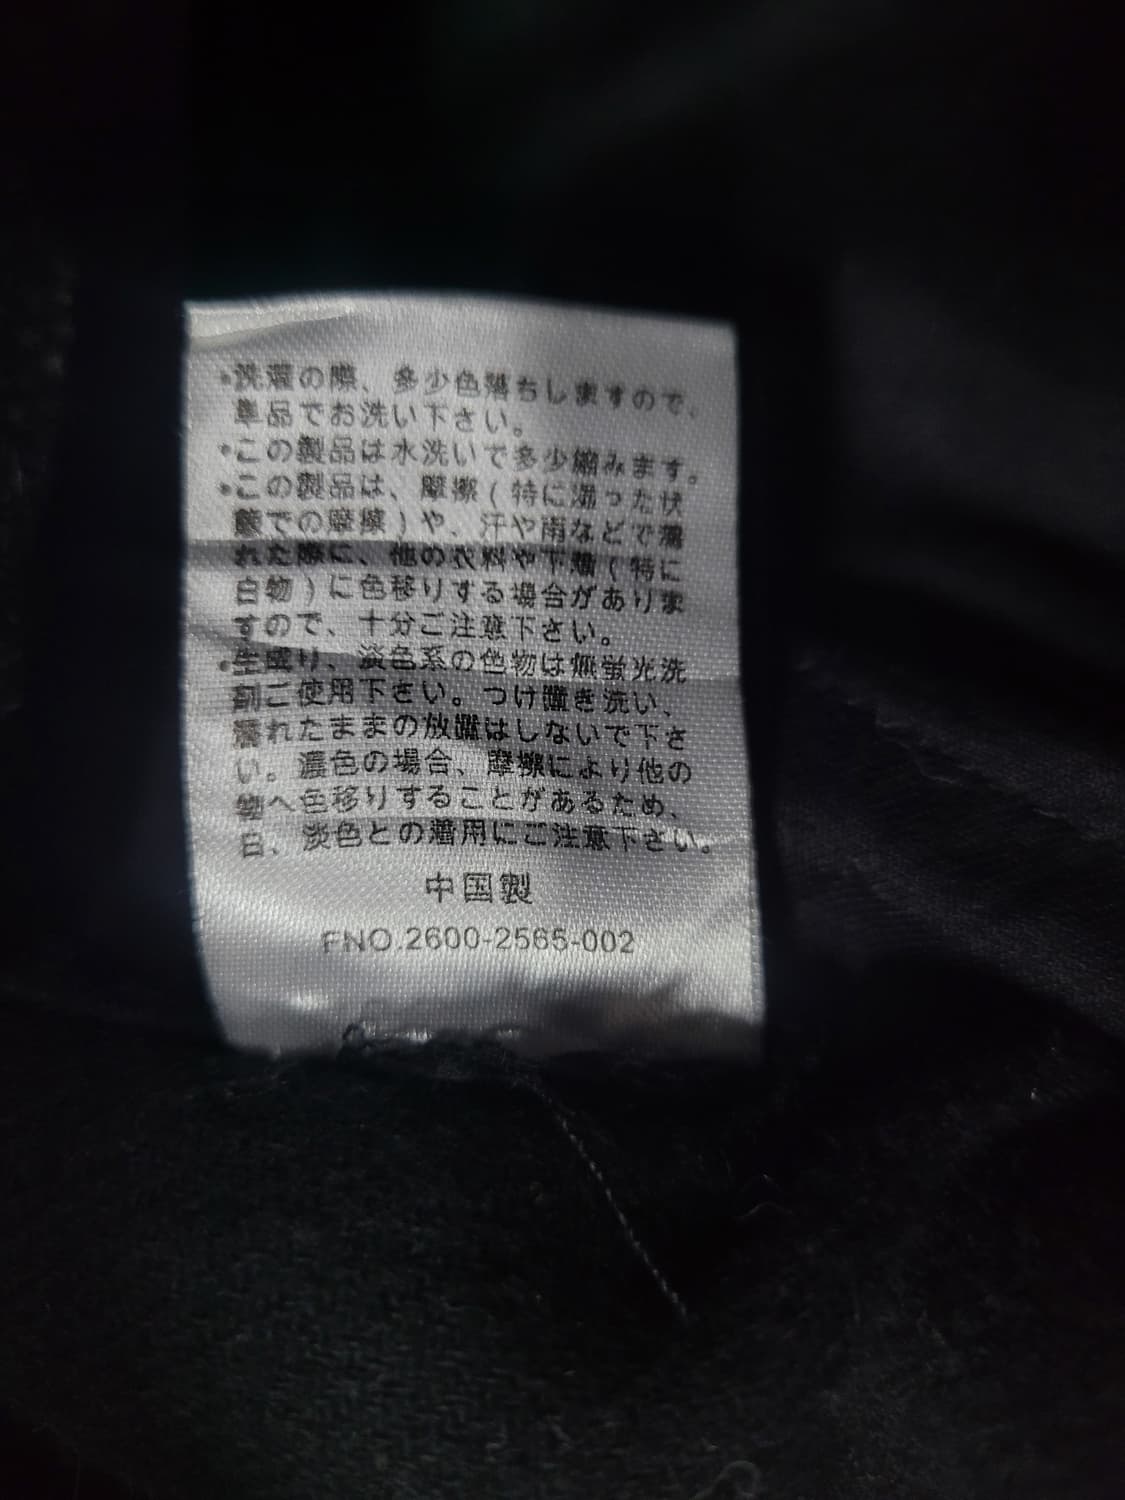 ・洗濯の際、多少色落ちしますので、
単品でお洗い下さい。
・この製品は水洗いで多少縮みます。
・この製品は、摩擦(特に湿った状
態での摩擦)や、汗や雨などで濡
れた際に、他の衣料や下着(特に
白物)に色移りする場合がありま
すので、十分ご注意下さい。
・生成り、淡色系の色物は無蛍光洗
剤ご使用下さい。つけ置き洗い、
濡れたままの放置はしないで下さ
い。濃色の場合、摩擦により他の
物へ色移りすることがあるため、
白、淡色との着用にご注意下さい。
中国製
FNO.2600-2565-002